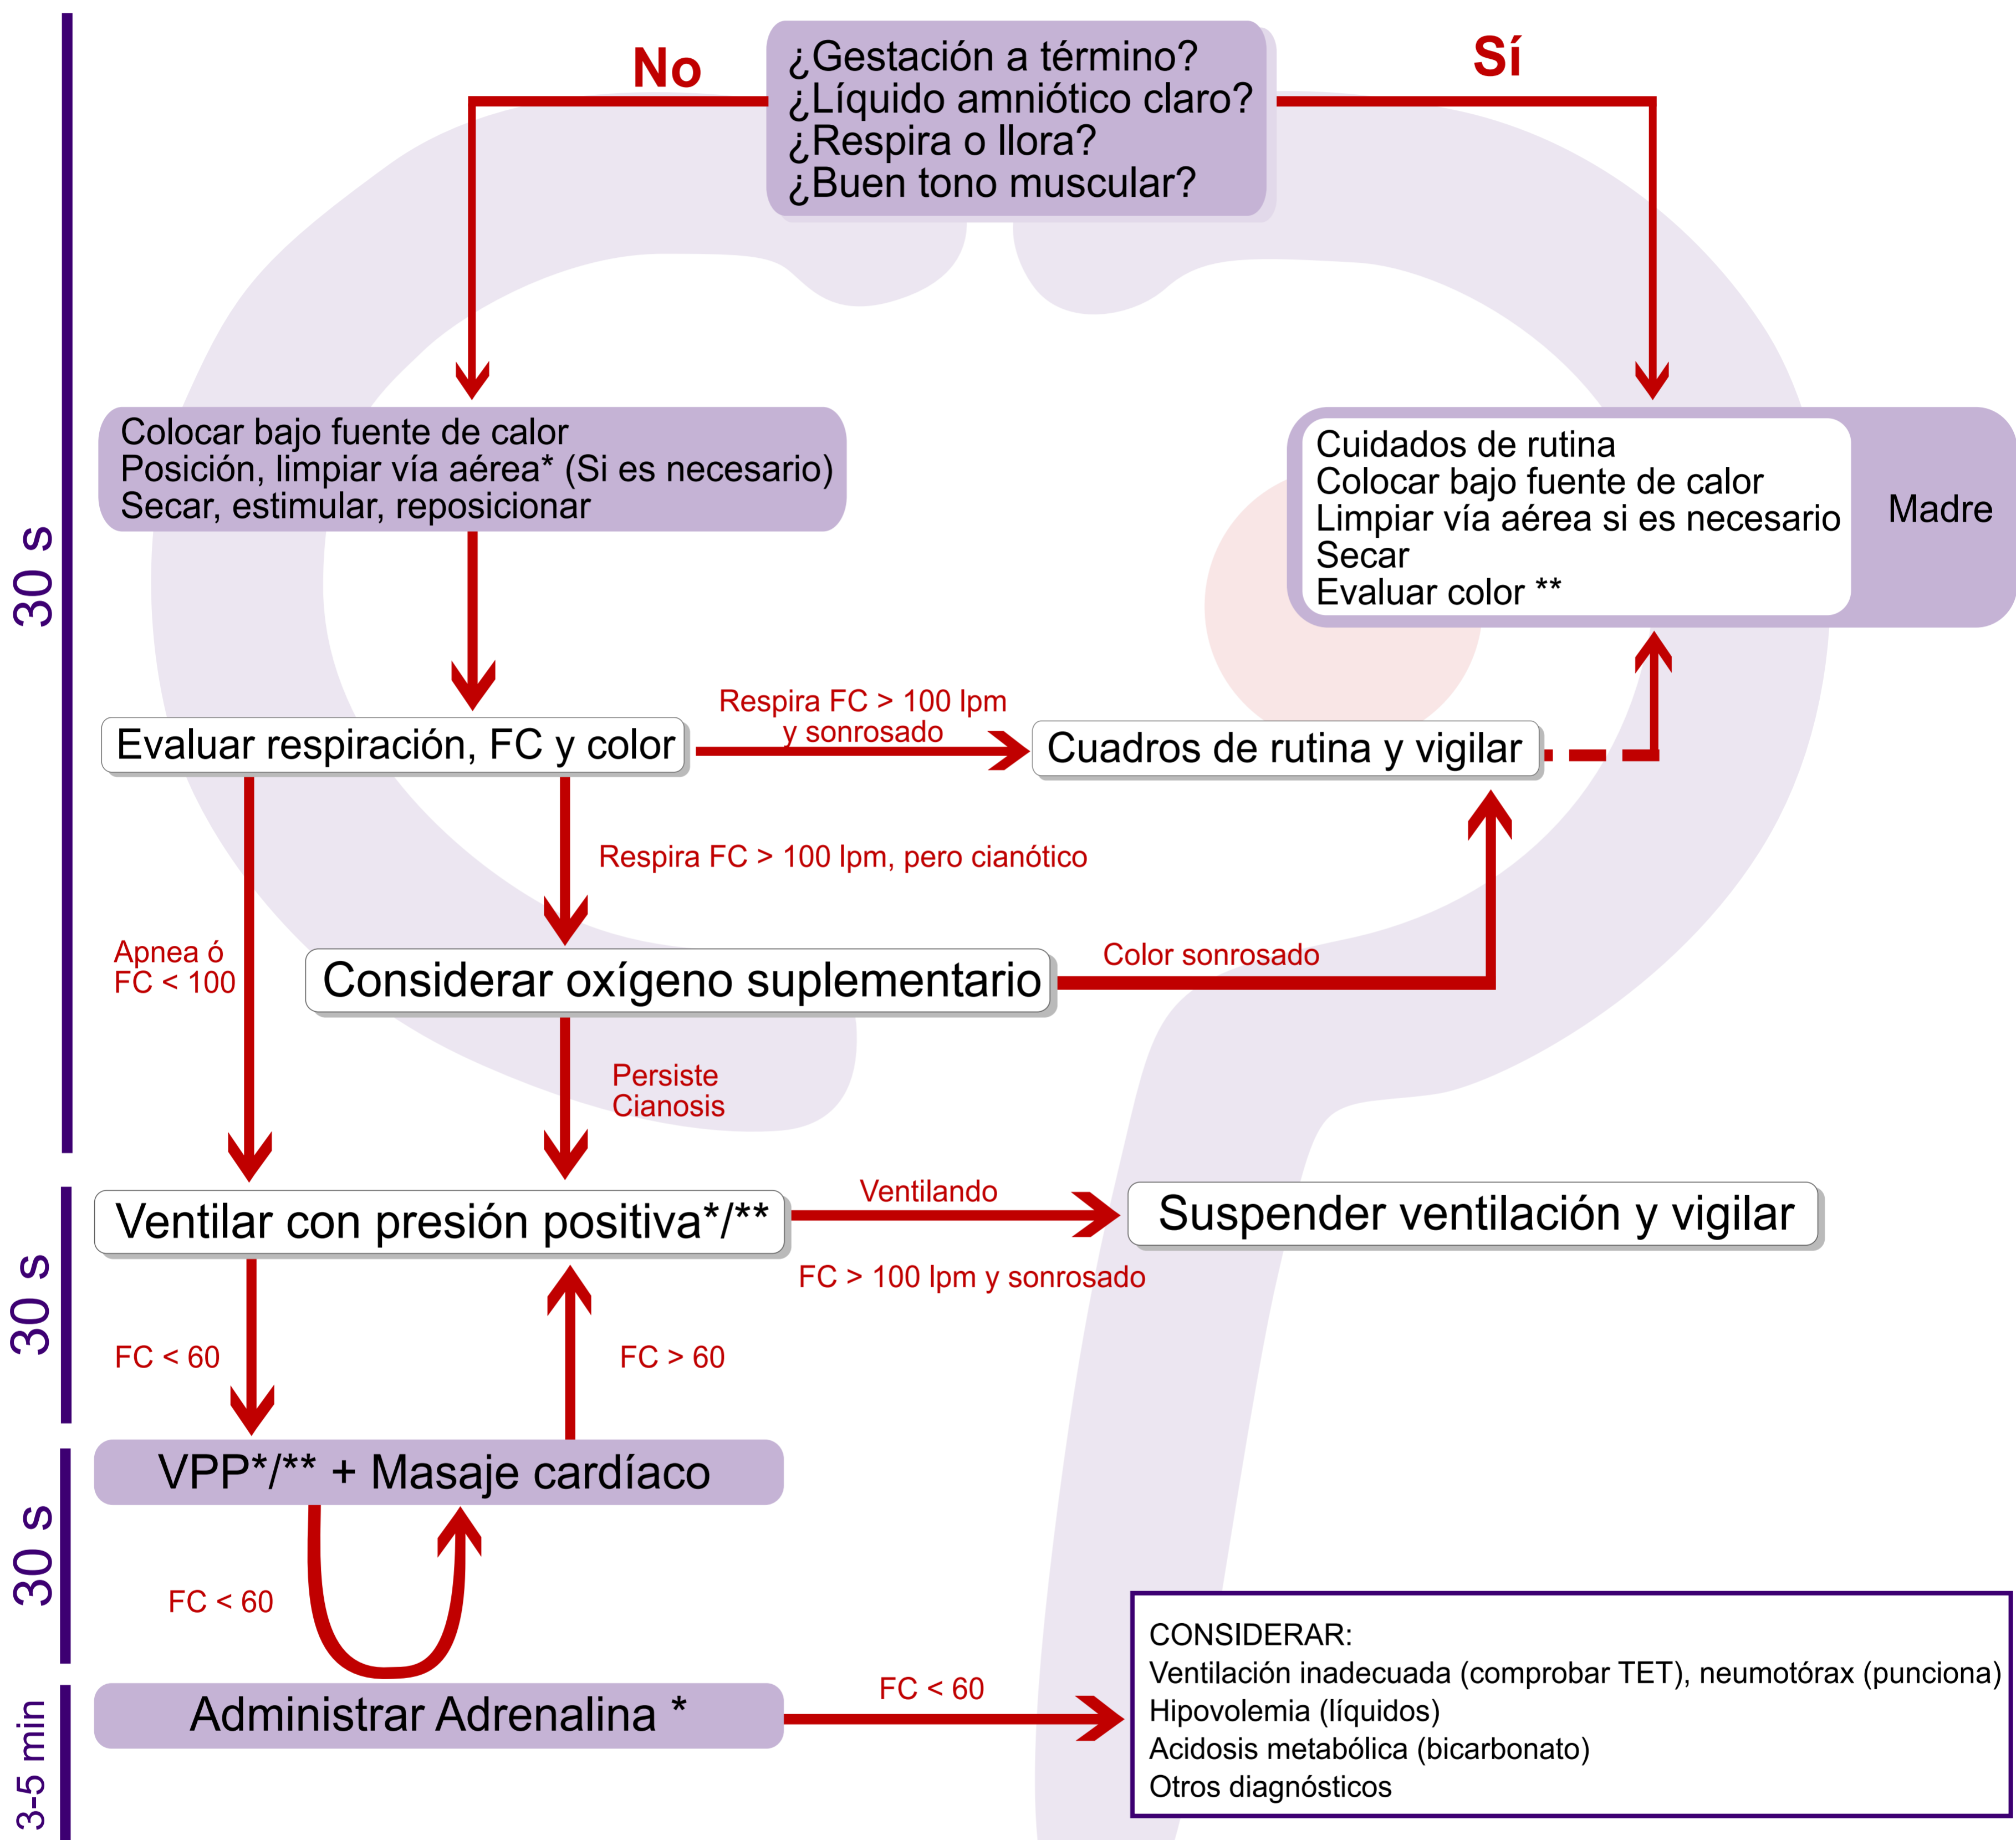 No
¿Gestación a término?
¿Líquido amniótico claro?
¿Respira o llora?
¿Buen tono muscular?
Sí
30 s
Colocar bajo fuente de calor
Posición, limpiar vía aérea* (Si es necesario)
Secar, estimular, reposicionar
Cuidados de rutina
Colocar bajo fuente de calor
Limpiar vía aérea si es necesario
Secar
Evaluar color **
Madre
Evaluar respiración, FC y color
Respira FC > 100 lpm
y sonrosado
Cuadros de rutina y vigilar
Respira FC > 100 lpm, pero cianótico
Apnea ó
FC < 100
Considerar oxígeno suplementario
Color sonrosado
Persiste
Cianosis
30 s
Ventilar con presión positiva*/**
Ventilando
FC > 100 lpm y sonrosado
Suspender ventilación y vigilar
FC < 60
FC > 60
30 s
VPP*/** + Masaje cardíaco
FC < 60
3-5 min
Administrar Adrenalina *
FC < 60
CONSIDERAR:
Ventilación inadecuada (comprobar TET), neumotórax (punciona)
Hipovolemia (líquidos)
Acidosis metabólica (bicarbonato)
Otros diagnósticos